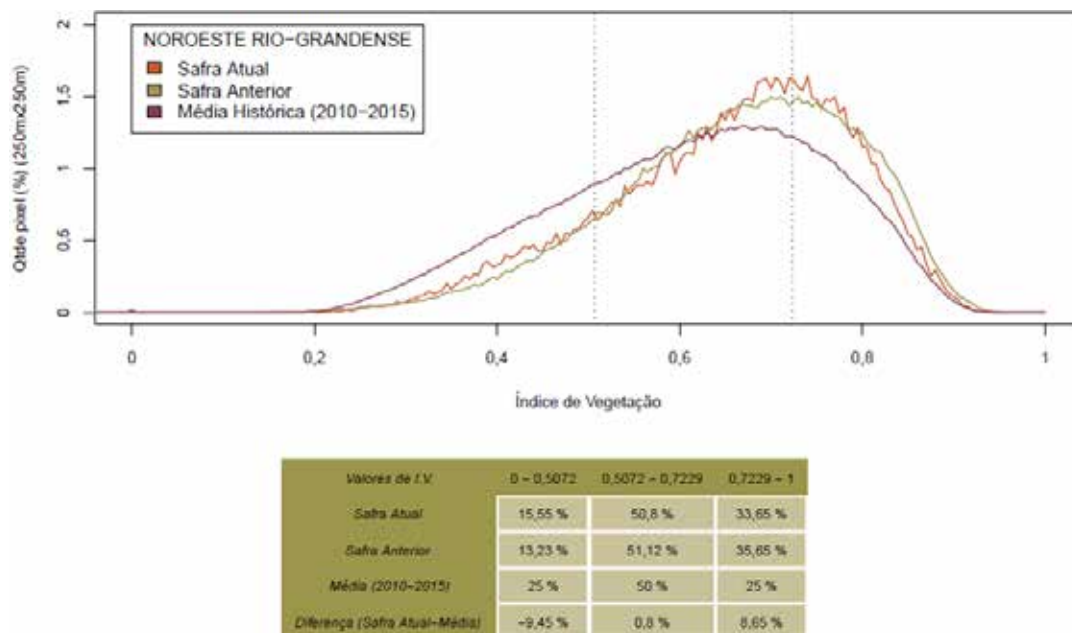 NOROESTE RIO-GRANDENSE
Safra Atual
Safra Anterior
Média Histórica (2010-2015)
Qtde pixel (%) (250mx250m)
2
1,5
1
0,5
0
0 0,2 0,4 0,6 0,8 1
Índice de Vegetação
Valores de I.V. 0 - 0,5072 0,5072 - 0,7229 0,7229 - 1
Safra Atual 15,55 % 50,8 % 33,65 %
Safra Anterior 13,23 % 51,12 % 35,65 %
Média (2010-2015) 25 % 50 % 25 %
Diferença (Safra Atual-Média) -9,45 % 0,8 % 8,65 %